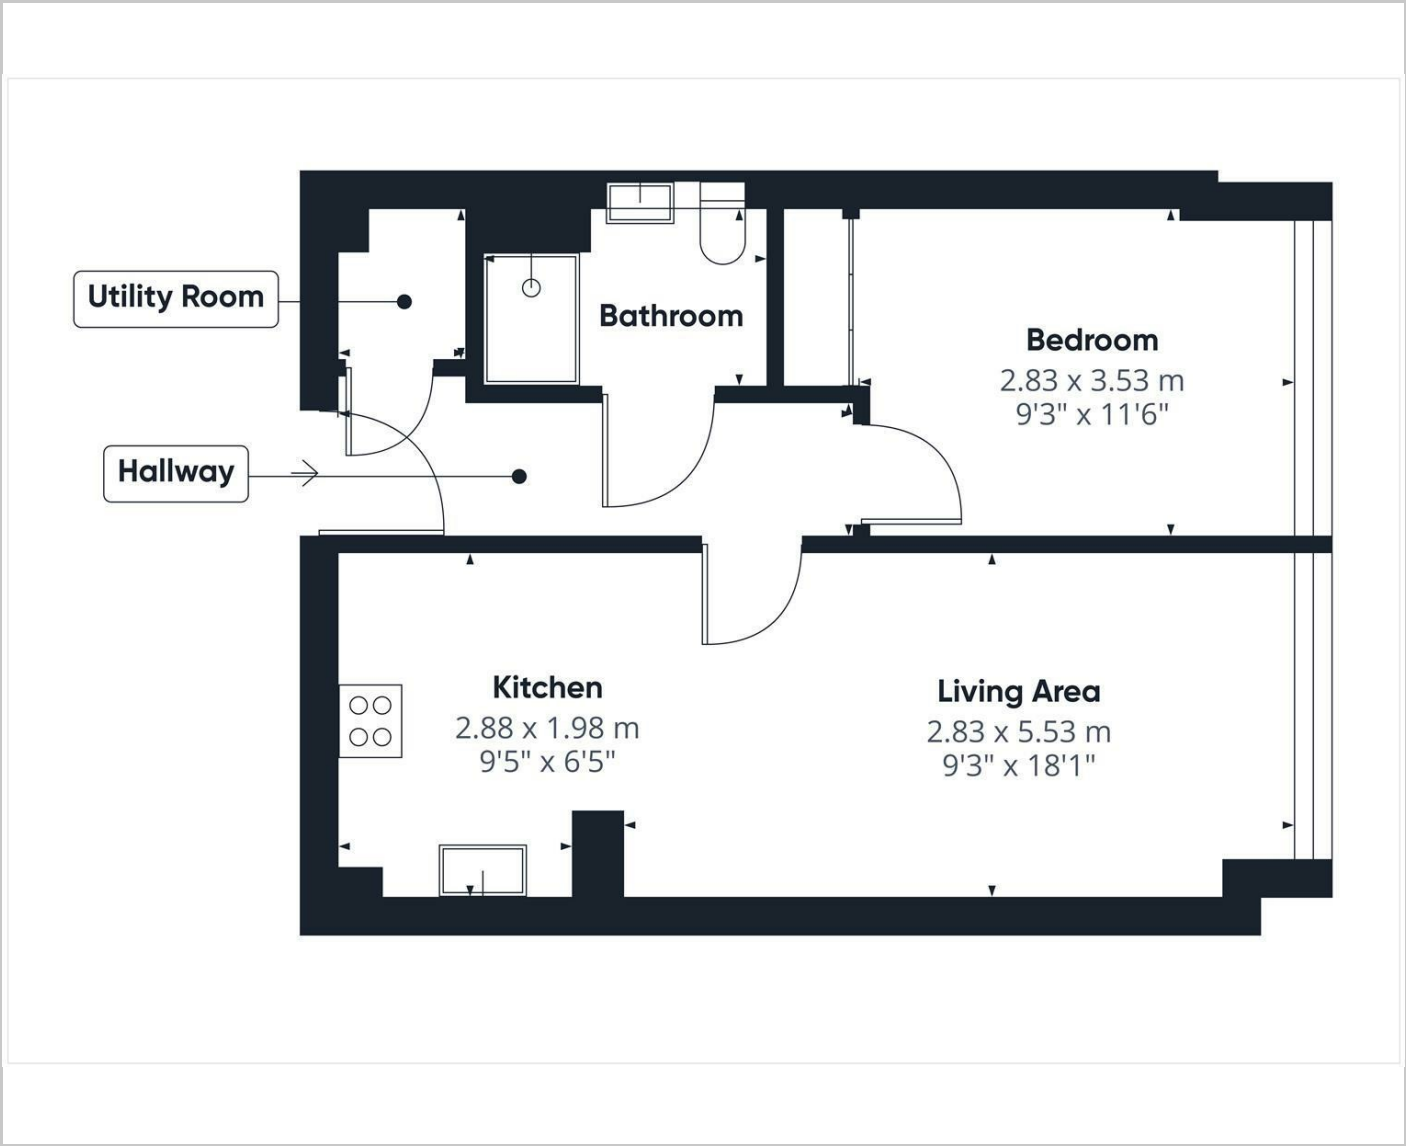 Utility Room
Bathroom
Bedroom
2.83 x 3.53 m
9'3" x 11'6"
Hallway
Kitchen
2.88 x 1.98 m
9'5" x 6'5"
Living Area
2.83 x 5.53 m
9'3" x 18'1"